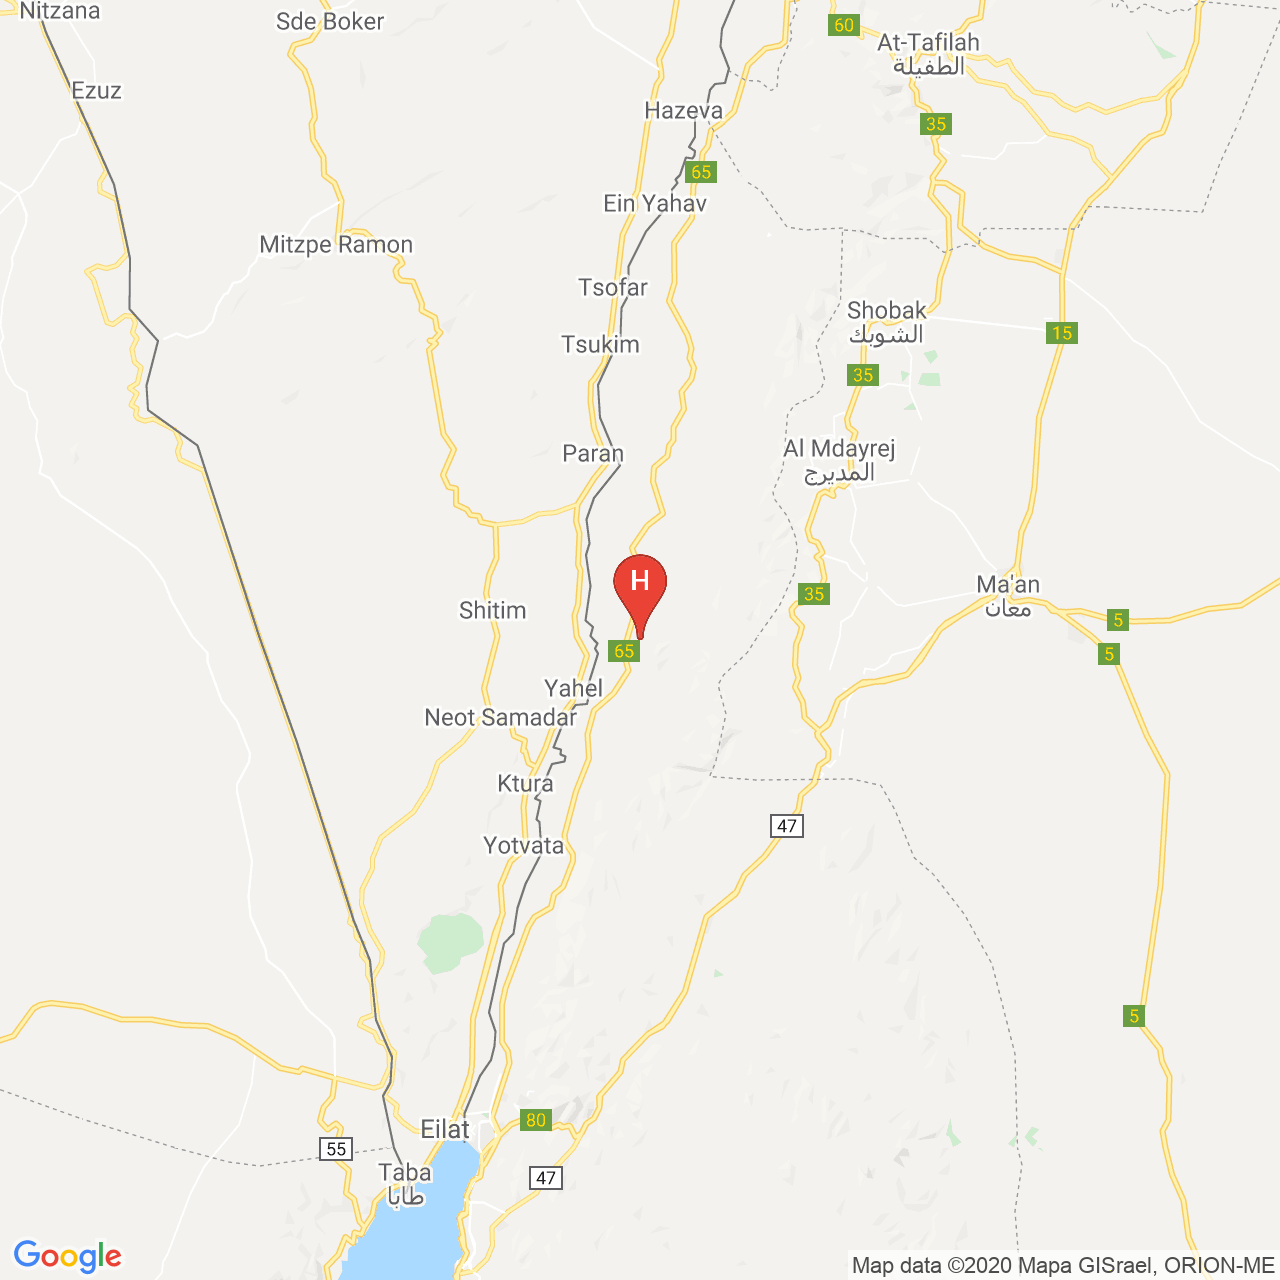 Nitzana
Sde Boker
60
At-Tafilah
الطفيلة
Ezuz
Hazeva
35
65
Ein Yahav
Mitzpe Ramon
Tsofar
Shobak
الشوبك
15
Tsukim
35
Paran
Al Mdayrej
المديرج
H
Ma'an
معان
35
Shitim
5
65
5
Yahel
Neot Samadar
Ktura
47
Yotvata
5
80
Eilat
55
Taba
طابا
47
Google
Map data ©2020 Mapa GISrael, ORION-ME